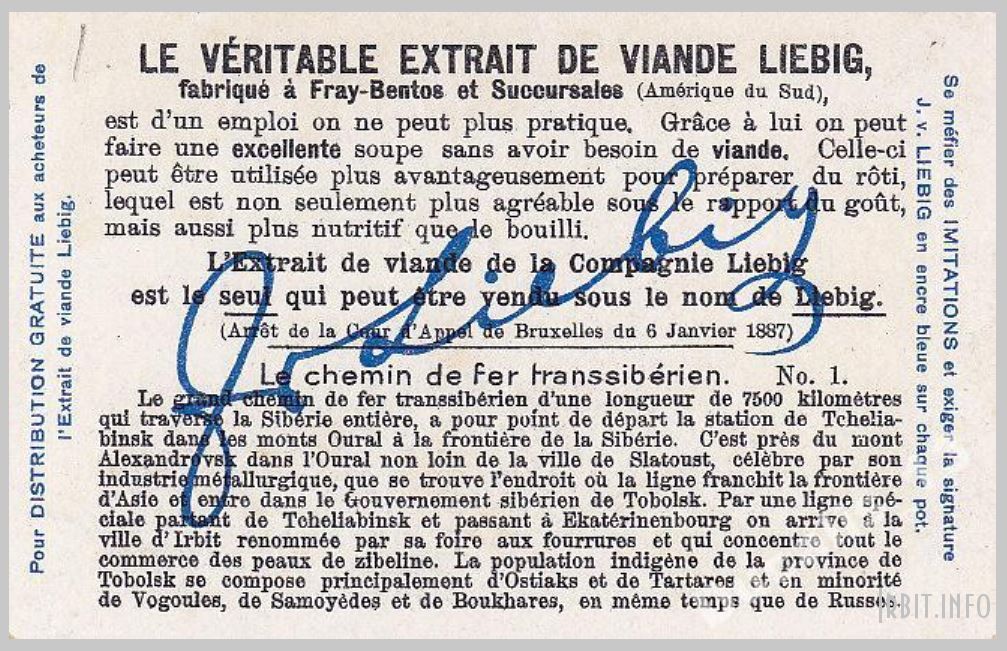 LE VÉRITABLE EXTRAIT DE VIANDE LIEBIG,
fabriqué à Fray-Bentos et Succursales (Amérique du Sud),
est d'un emploi on ne peut plus pratique. Grâce à lui on peut
faire une excellente soupe sans avoir besoin de viande. Celle-ci
peut être utilisée plus avantageusement pour préparer du rôti,
lequel est non seulement plus agréable sous le rapport du goût,
mais aussi plus nutritif que le bouilli.
L'Extrait de viande de la Compagnie Liebig
est le seul qui peut être vendu sous le nom de Liebig.
(Arrêt de la Cour d'Appel de Bruxelles du 6 Janvier 1887)
Le chemin de fer transsibérien. No. 1.
Le grand chemin de fer transsibérien d'une longueur de 7500 kilomètres
qui traverse la Sibérie entière, a pour point de départ la station de Tchelia-
binsk dans les monts Oural à la frontière de la Sibérie. C'est près du mont
Alexandrovsk dans l'Oural non loin de la ville de Slatoust, célèbre par son
industrie métallurgique, que se trouve l'endroit où la ligne franchit la frontière
d'Asie et entre dans le Gouvernement sibérien de Tobolsk. Par une ligne spé-
ciale partant de Tcheliabinsk et passant à Ekatérinenbourg on arrive á la
ville d'Irbit renommée par sa foire aux fourrures et qui concentre tout le
commerce des peaux de zibeline. La population indigène de la province de
Tobolsk se compose principalement d'Ostiaks et de Tartares et en minorité
de Vogoules, de Samoyèdes et de Boukhares, en même temps que de Russes.
Pour DISTRIBUTION GRATUITE aux acheteurs de
l'Extrait de viande Liebig.
Se méfier des IMITATIONS et exiger la signature
J. v. LIEBIG en encre bleue sur chaque pot.
JvLiebig
IRBIT.INFO